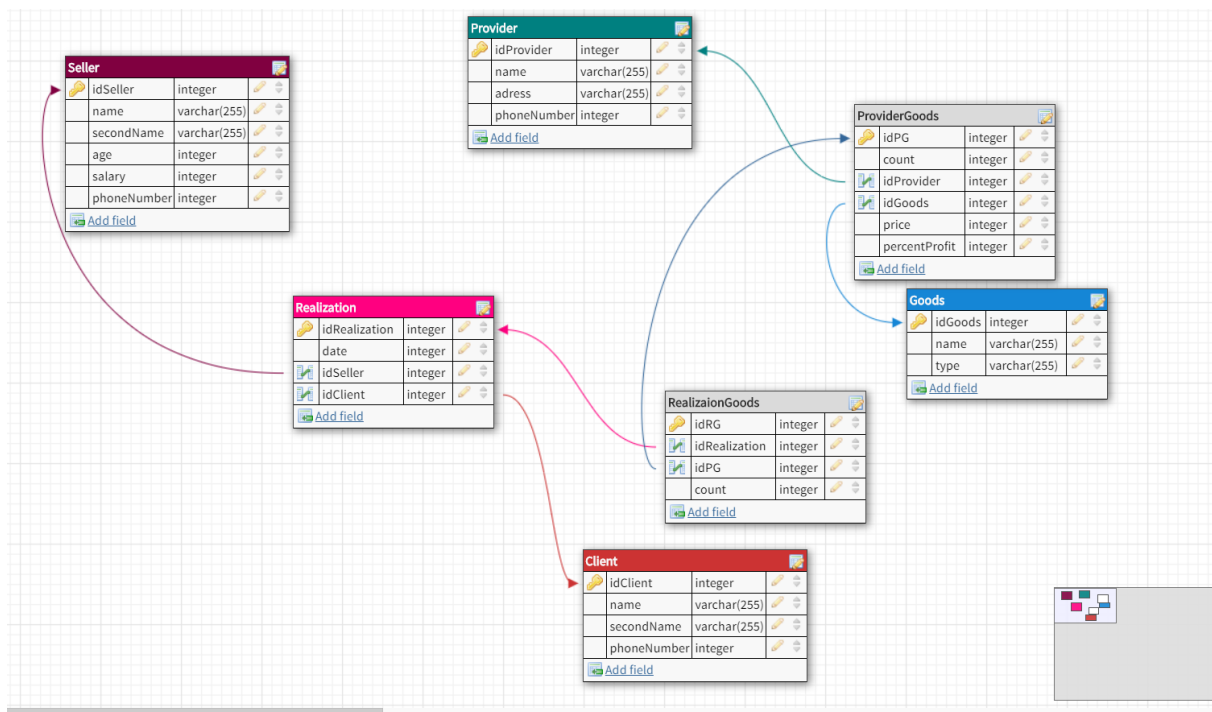 Provider
idProvider integer
name varchar(255)
adress varchar(255)
phoneNumber integer
Add field
Seller
idSeller integer
name varchar(255)
secondName varchar(255)
age integer
salary integer
phoneNumber integer
Add field
ProviderGoods
idPG integer
count integer
idProvider integer
idGoods integer
price integer
percentProfit integer
Add field
Goods
idGoods integer
name varchar(255)
type varchar(255)
Add field
Realization
idRealization integer
date integer
idSeller integer
idClient integer
Add field
RealizaionGoods
idRG integer
idRealization integer
idPG integer
count integer
Add field
Client
idClient integer
name varchar(255)
secondName varchar(255)
phoneNumber integer
Add field